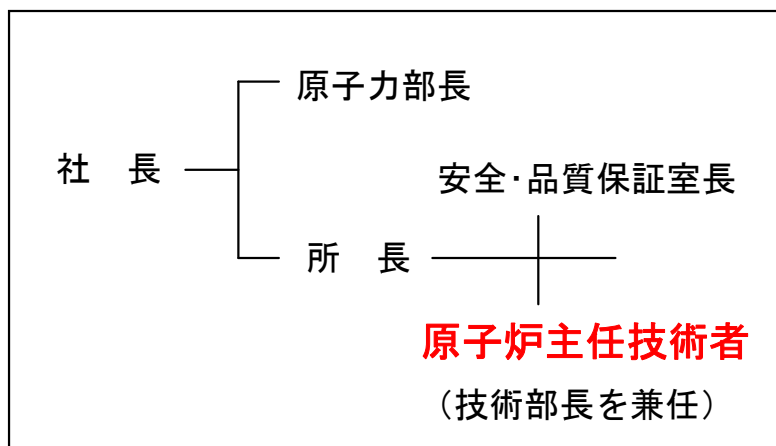 原子力部長
社　長
安全・品質保証室長
所　長
原子炉主任技術者
（技術部長を兼任）